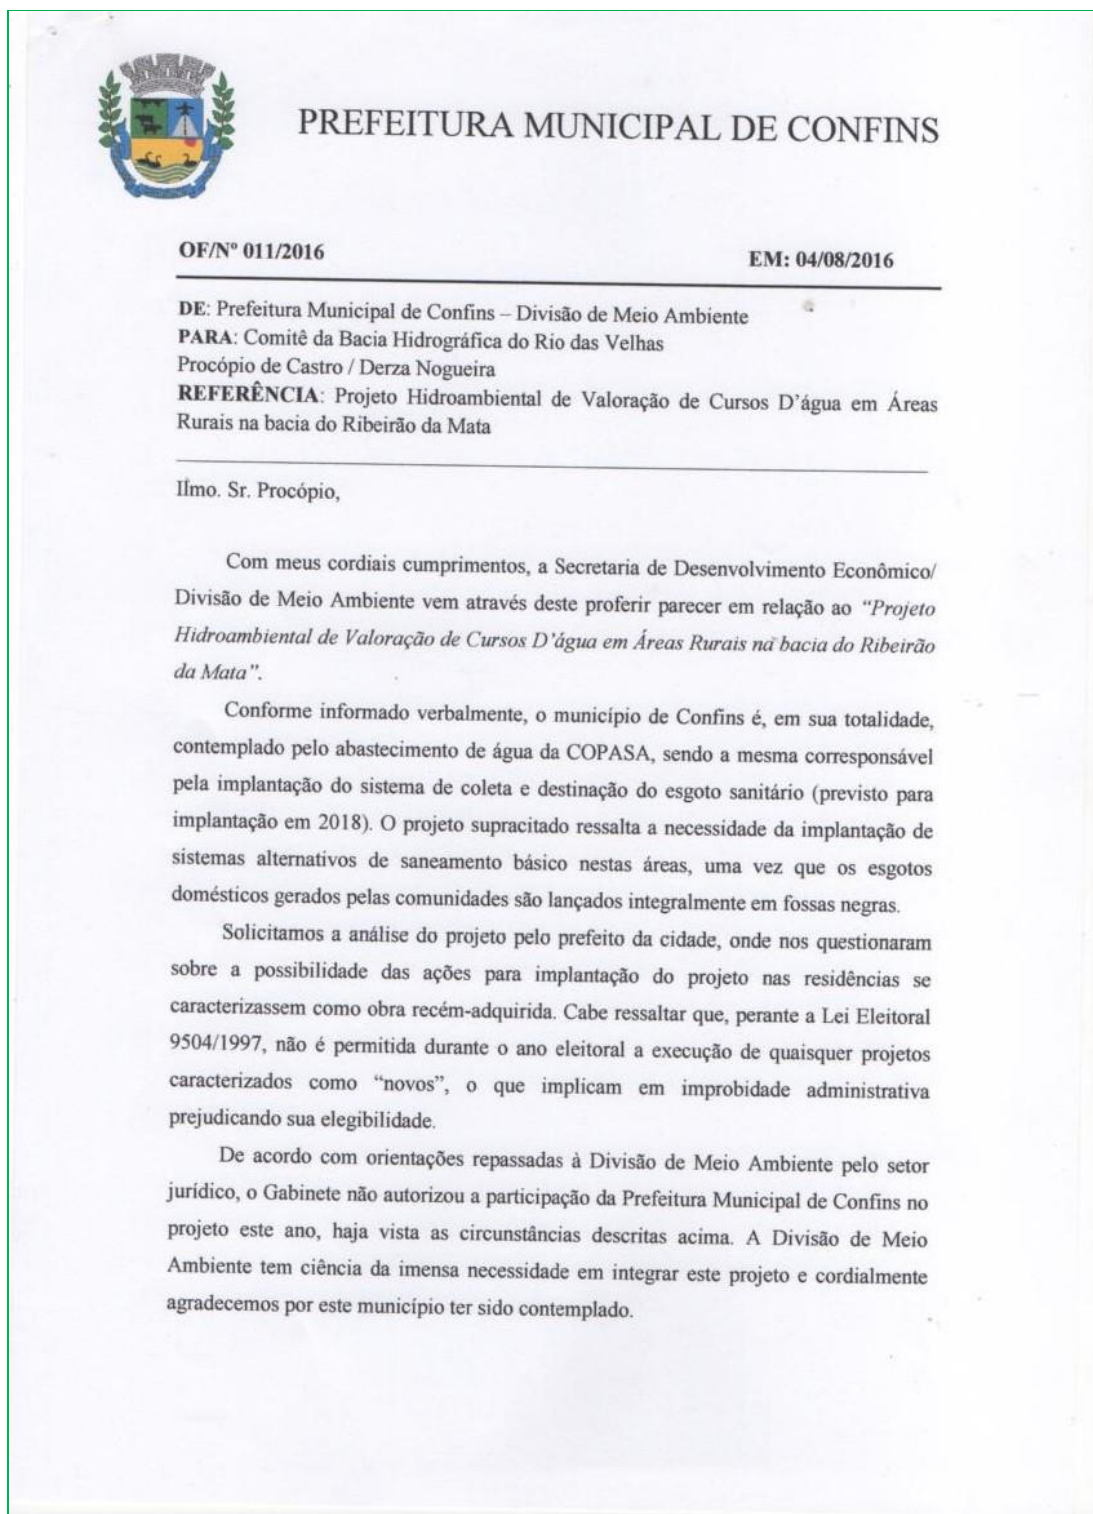 PREFEITURA MUNICIPAL DE CONFINS
OF/Nº 011/2016
EM: 04/08/2016
DE: Prefeitura Municipal de Confins – Divisão de Meio Ambiente
PARA: Comitê da Bacia Hidrográfica do Rio das Velhas
Procópio de Castro / Derza Nogueira
REFERÊNCIA: Projeto Hidroambiental de Valoração de Cursos D'água em Áreas
Rurais na bacia do Ribeirão da Mata
Ilmo. Sr. Procópio,
Com meus cordiais cumprimentos, a Secretaria de Desenvolvimento Econômico/
Divisão de Meio Ambiente vem através deste proferir parecer em relação ao “Projeto
Hidroambiental de Valoração de Cursos D'água em Áreas Rurais na bacia do Ribeirão
da Mata”.
Conforme informado verbalmente, o município de Confins é, em sua totalidade,
contemplado pelo abastecimento de água da COPASA, sendo a mesma corresponsável
pela implantação do sistema de coleta e destinação do esgoto sanitário (previsto para
implantação em 2018). O projeto supracitado ressalta a necessidade da implantação de
sistemas alternativos de saneamento básico nestas áreas, uma vez que os esgotos
domésticos gerados pelas comunidades são lançados integralmente em fossas negras.
Solicitamos a análise do projeto pelo prefeito da cidade, onde nos questionaram
sobre a possibilidade das ações para implantação do projeto nas residências se
caracterizassem como obra recém-adquirida. Cabe ressaltar que, perante a Lei Eleitoral
9504/1997, não é permitida durante o ano eleitoral a execução de quaisquer projetos
caracterizados como “novos”, o que implicam em improbidade administrativa
prejudicando sua elegibilidade.
De acordo com orientações repassadas à Divisão de Meio Ambiente pelo setor
jurídico, o Gabinete não autorizou a participação da Prefeitura Municipal de Confins no
projeto este ano, haja vista as circunstâncias descritas acima. A Divisão de Meio
Ambiente tem ciência da imensa necessidade em integrar este projeto e cordialmente
agradecemos por este município ter sido contemplado.